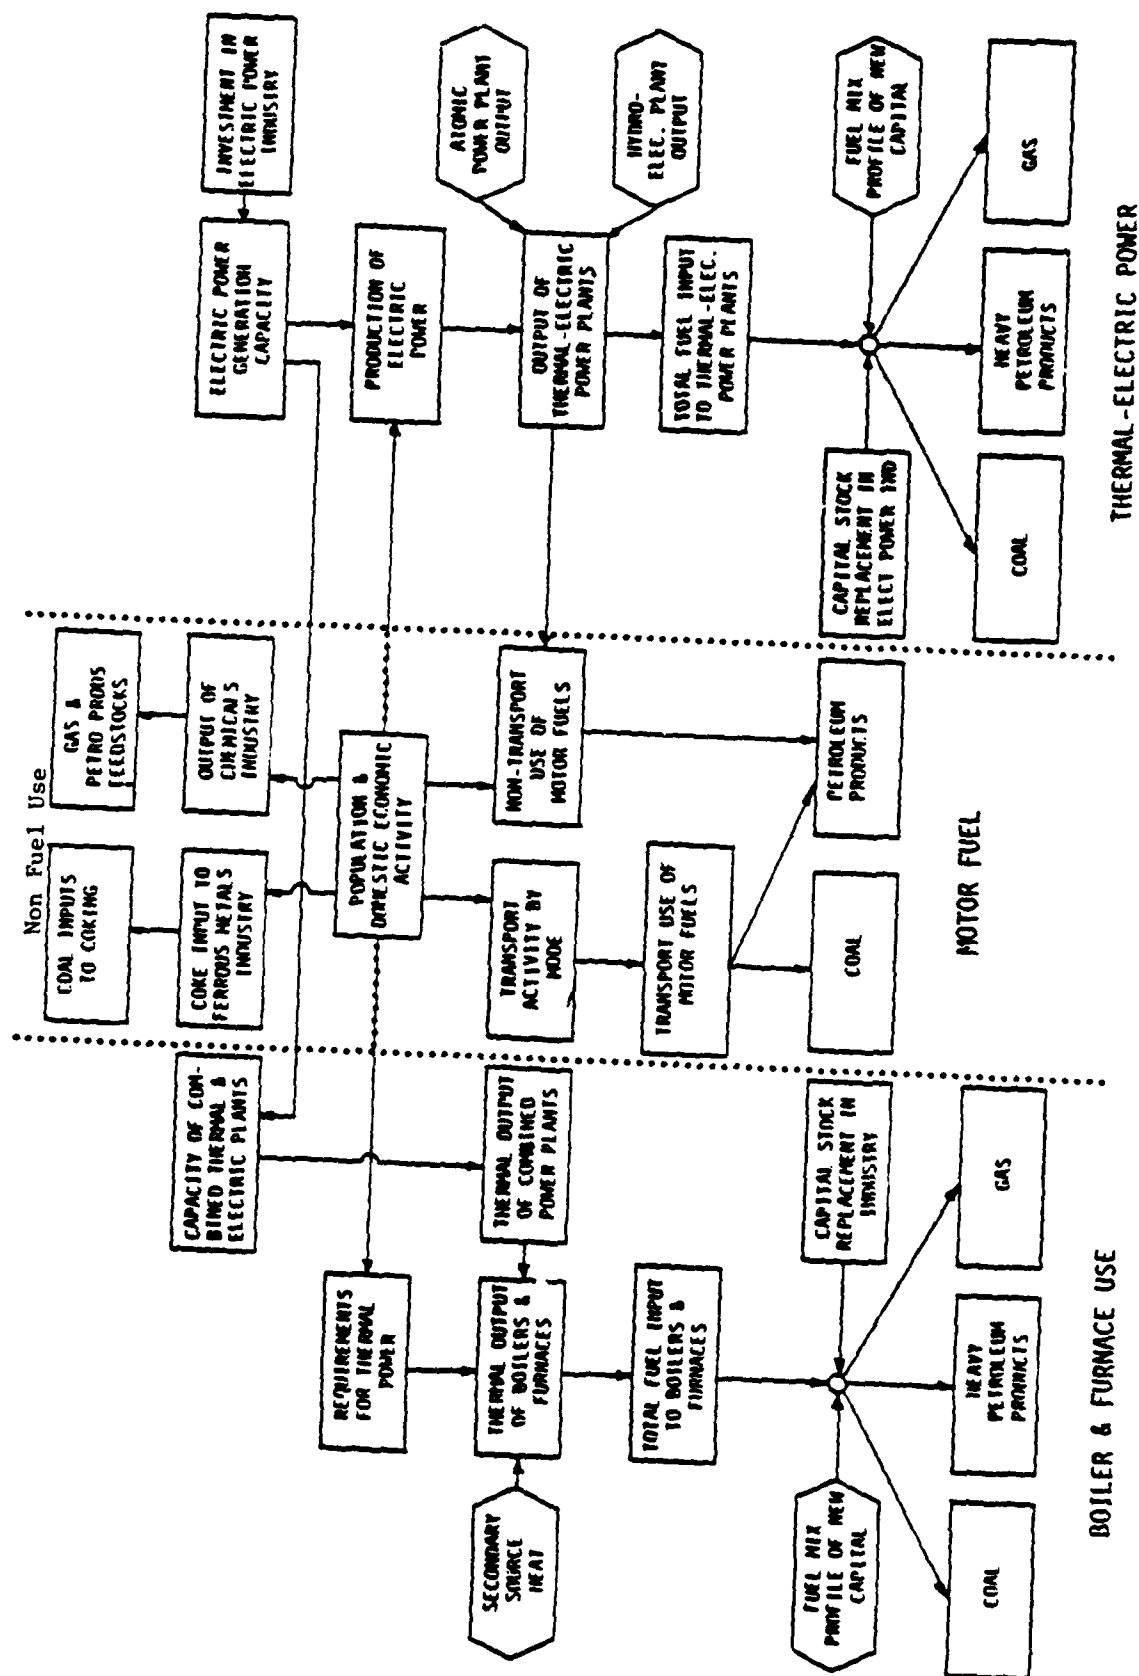 Non Fuel Use
COAL INPUTS
TO COKING
GAS &
PETRO PRODS
FEEDSTOCKS
INVESTMENT IN
ELECTRIC POWER
INDUSTRY
CAPACITY OF COM-
BINED THERMAL &
ELECTRIC PLANTS
COKE INPUT TO
FERROUS METALS
INDUSTRY
OUTPUT OF
CHEMICALS
INDUSTRY
ELECTRIC POWER
GENERATION
CAPACITY
REQUIREMENTS
FOR THERMAL
POWER
POPULATION &
DOMESTIC ECONOMIC
ACTIVITY
PRODUCTION OF
ELECTRIC
POWER
ATOMIC
POWER PLANT
OUTPUT
SECONDARY
SOURCE
HEAT
THERMAL OUTPUT
OF BOILERS &
FURNACES
THERMAL OUTPUT
OF COMBINED
POWER PLANTS
TRANSPORT
ACTIVITY BY
MODE
NON-TRANSPORT
USE OF
MOTOR FUELS
OUTPUT OF
THERMAL-ELECTRIC
POWER PLANTS
HYDRO-
ELEC. PLANT
OUTPUT
TOTAL FUEL INPUT
TO BOILERS &
FURNACES
TRANSPORT USE OF
MOTOR FUELS
TOTAL FUEL INPUT
TO THERMAL-ELEC.
POWER PLANTS
FUEL MIX
PROFILE OF NEW
CAPITAL
CAPITAL STOCK
REPLACEMENT IN
INDUSTRY
COAL
PETROLEUM
PRODUCTS
CAPITAL STOCK
REPLACEMENT IN
ELECT POWER IND
FUEL MIX
PROFILE OF NEW
CAPITAL
COAL
HEAVY
PETROLEUM
PRODUCTS
GAS
COAL
HEAVY
PETROLEUM
PRODUCTS
GAS
BOILER & FURNACE USE
MOTOR FUEL
THERMAL-ELECTRIC POWER